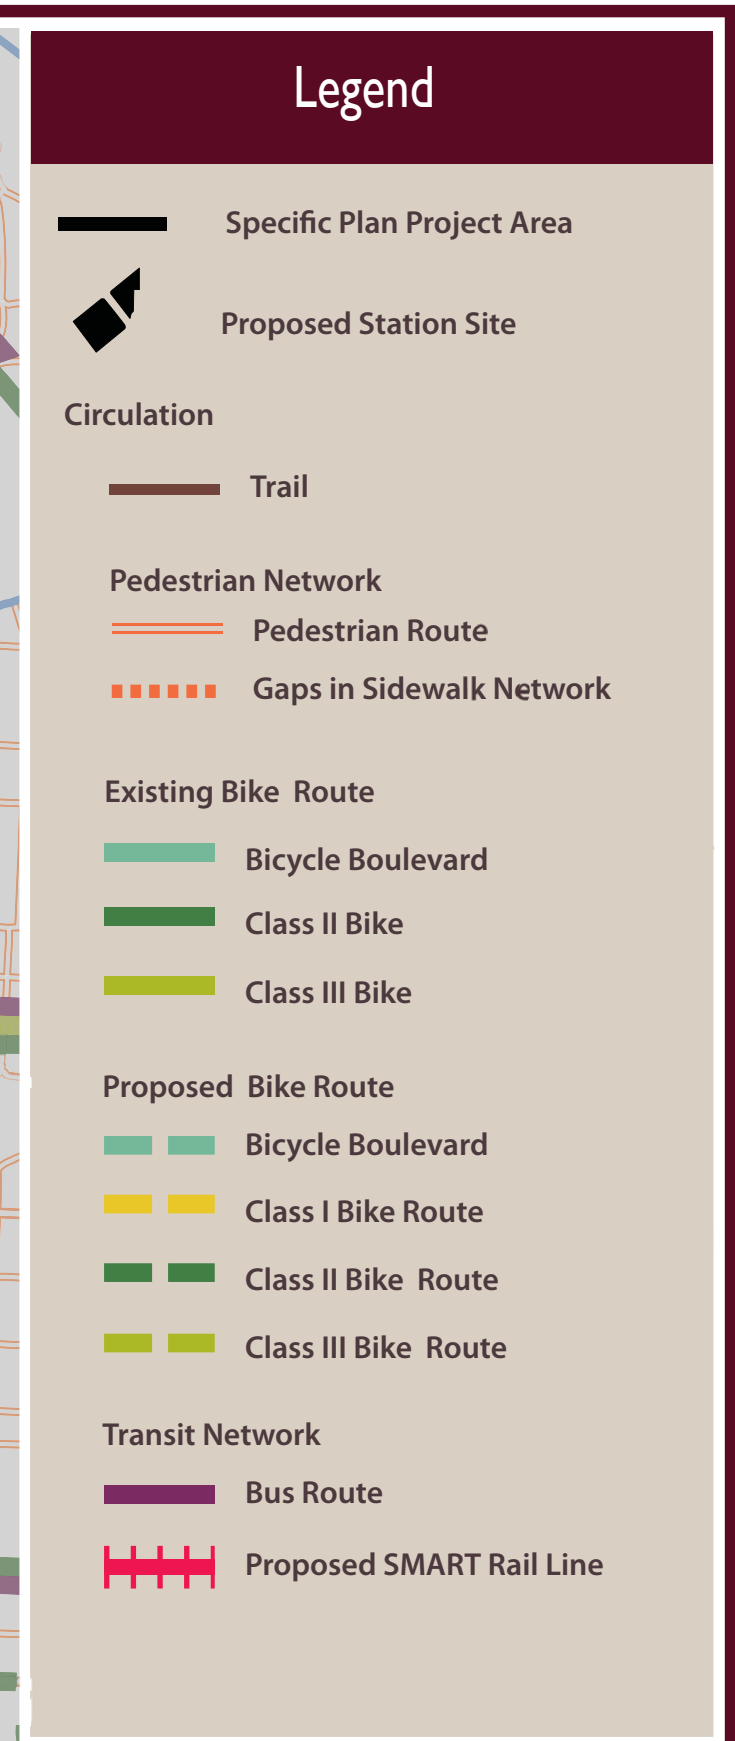 Legend
Specific Plan Project Area
Proposed Station Site
Circulation
Trail
Pedestrian Network
Pedestrian Route
Gaps in Sidewalk Network
Existing Bike Route
Bicycle Boulevard
Class II Bike
Class III Bike
Proposed Bike Route
Bicycle Boulevard
Class I Bike Route
Class II Bike Route
Class III Bike Route
Transit Network
Bus Route
Proposed SMART Rail Line